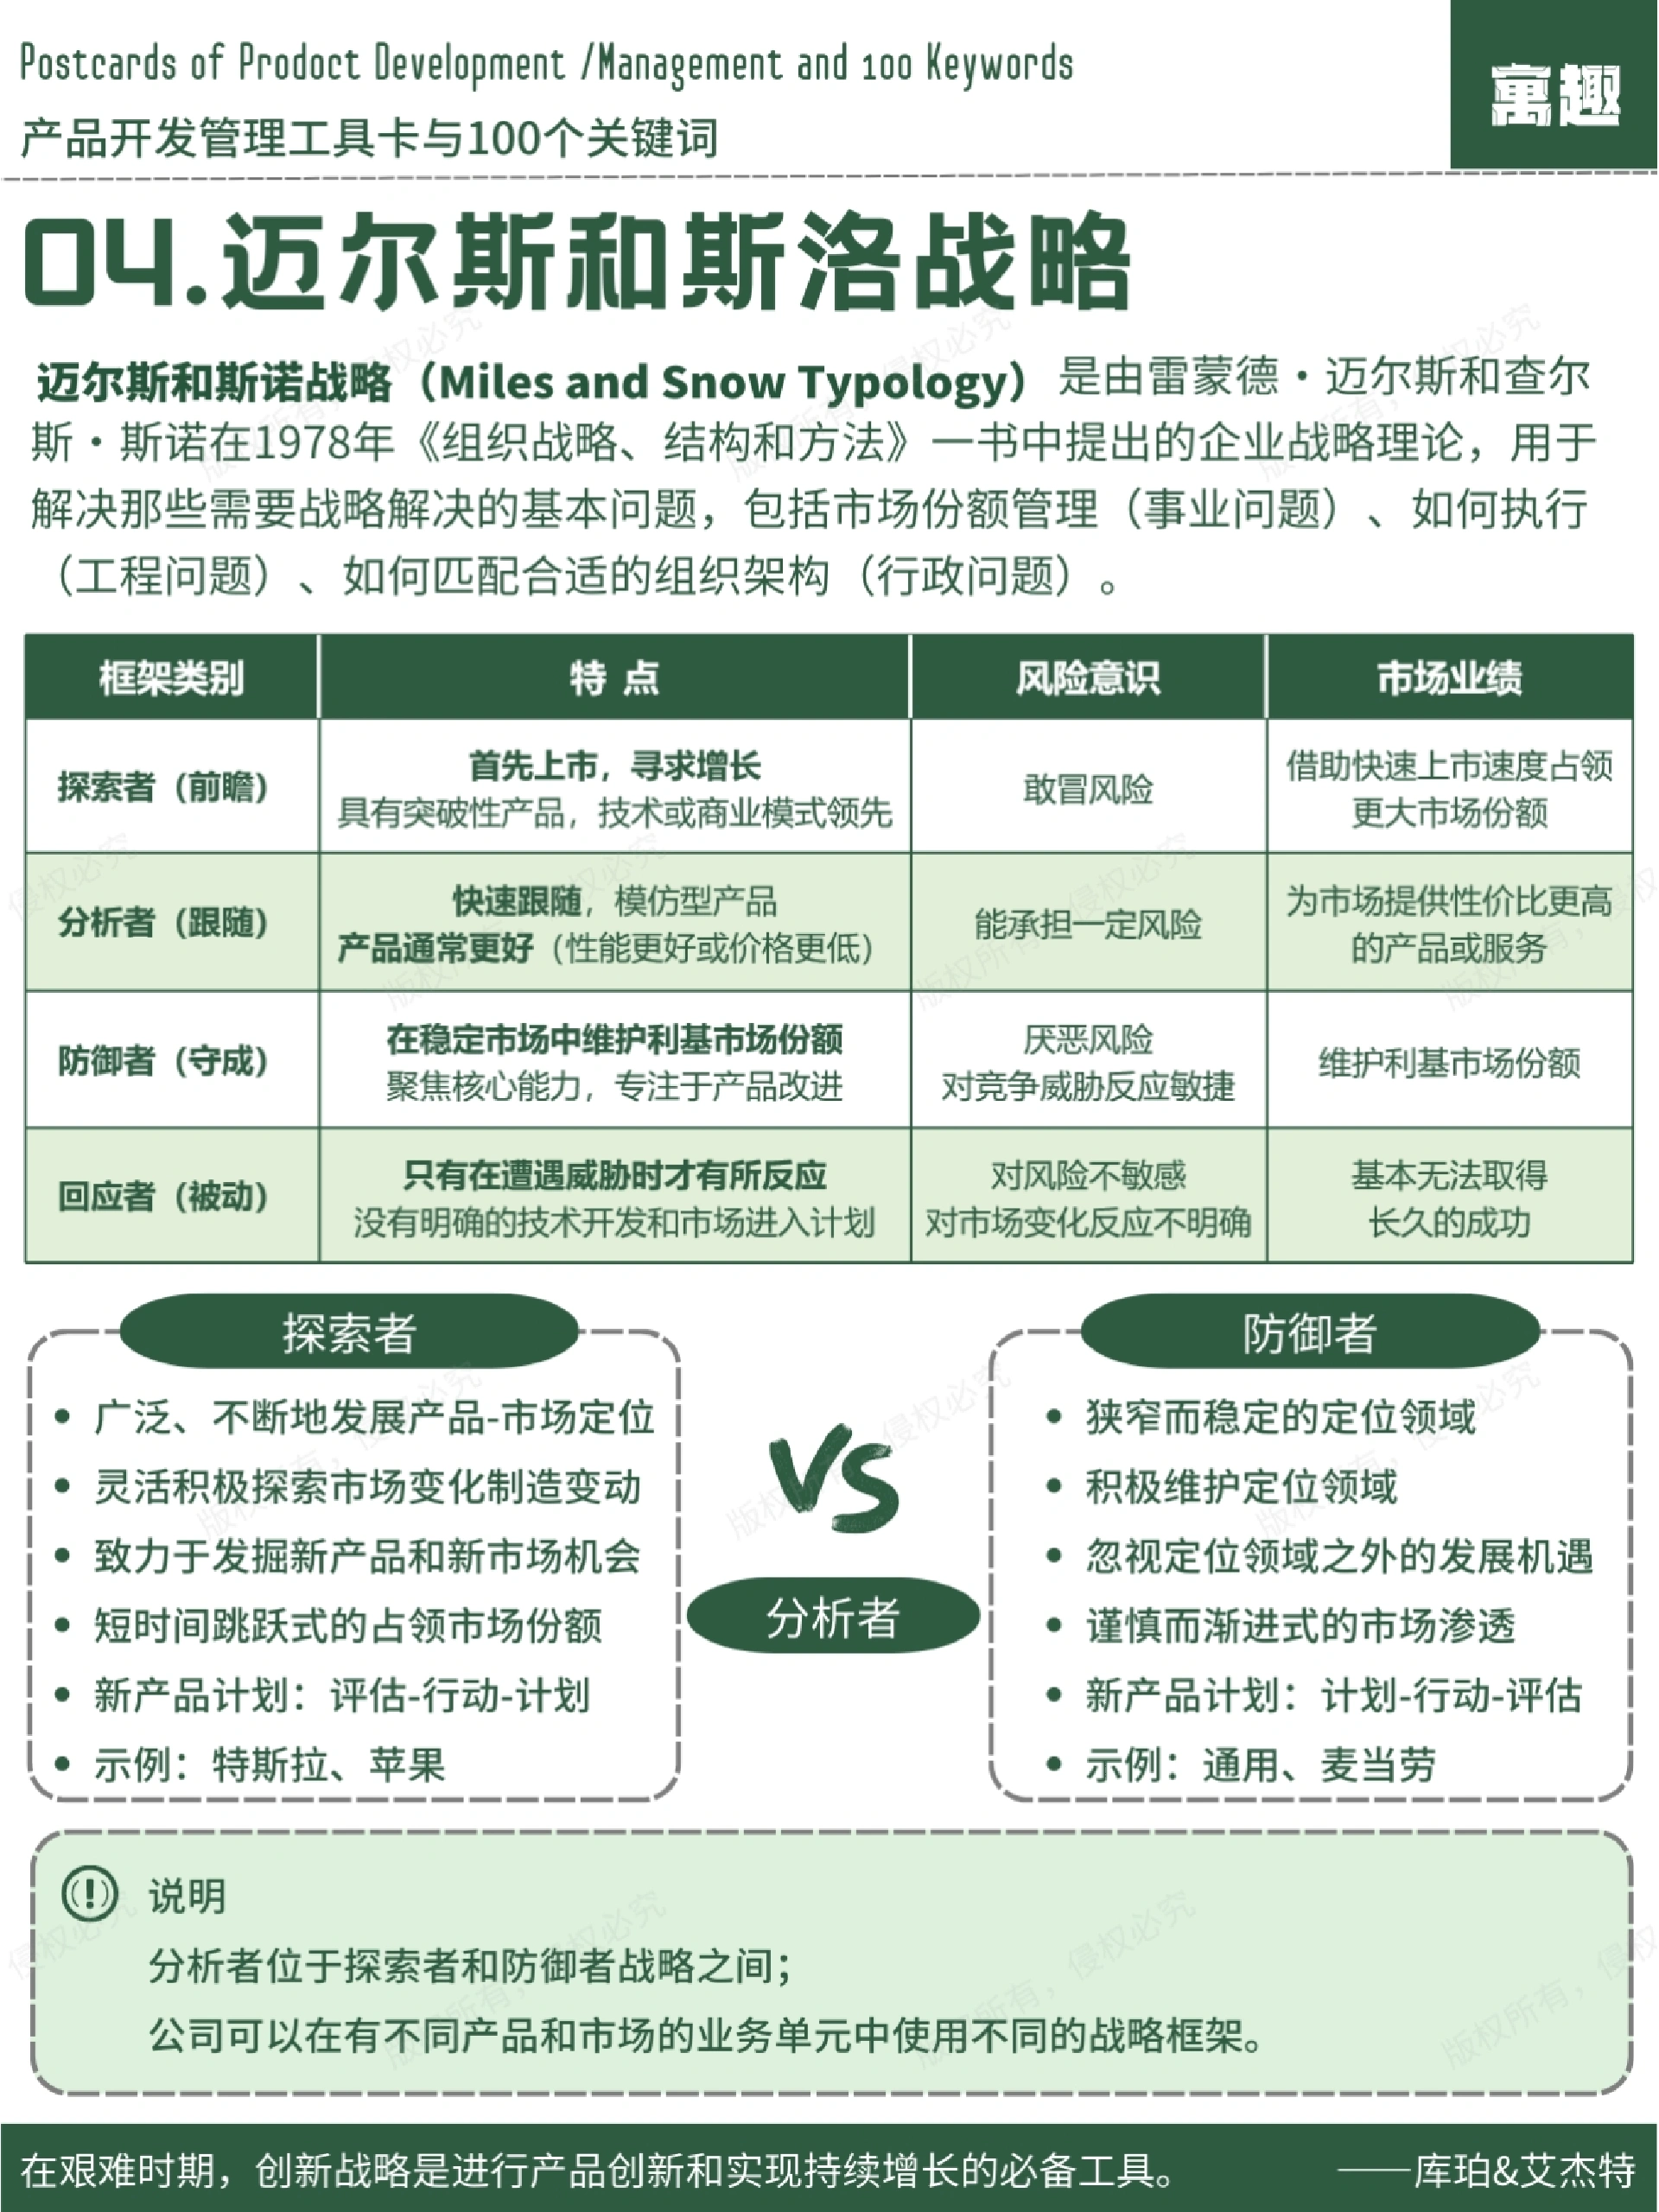 Postcards of Prodoct Development /Management and 100 Keywords
寓趣
产品开发管理工具卡与100个关键词
04.迈尔斯和斯洛战略
迈尔斯和斯诺战略（Miles and Snow Typology）是由雷蒙德·迈尔斯和查尔
斯·斯诺在1978年《组织战略、结构和方法》一书中提出的企业战略理论，用于
解决那些需要战略解决的基本问题，包括市场份额管理（事业问题）、如何执行
（工程问题）、如何匹配合适的组织架构（行政问题）。
框架类别 特 点 风险意识 市场业绩
探索者（前瞻）
首先上市，寻求增长
具有突破性产品，技术或商业模式领先
敢冒风险
借助快速上市速度占领
更大市场份额
分析者（跟随）
快速跟随，模仿型产品
产品通常更好（性能更好或价格更低）
能承担一定风险
为市场提供性价比更高
的产品或服务
防御者（守成）
在稳定市场中维护利基市场份额
聚焦核心能力，专注于产品改进
厌恶风险
对竞争威胁反应敏捷
维护利基市场份额
回应者（被动）
只有在遭遇威胁时才有所反应
没有明确的技术开发和市场进入计划
对风险不敏感
对市场变化反应不明确
基本无法取得
长久的成功
探索者
• 广泛、不断地发展产品-市场定位
• 灵活积极探索市场变化制造变动
• 致力于发掘新产品和新市场机会
• 短时间跳跃式的占领市场份额
• 新产品计划：评估-行动-计划
• 示例：特斯拉、苹果
VS
分析者
防御者
• 狭窄而稳定的定位领域
• 积极维护定位领域
• 忽视定位领域之外的发展机遇
• 谨慎而渐进式的市场渗透
• 新产品计划：计划-行动-评估
• 示例：通用、麦当劳
说明
分析者位于探索者和防御者战略之间；
公司可以在有不同产品和市场的业务单元中使用不同的战略框架。
在艰难时期，创新战略是进行产品创新和实现持续增长的必备工具。 ——库珀&艾杰特
版权所有，侵权必究